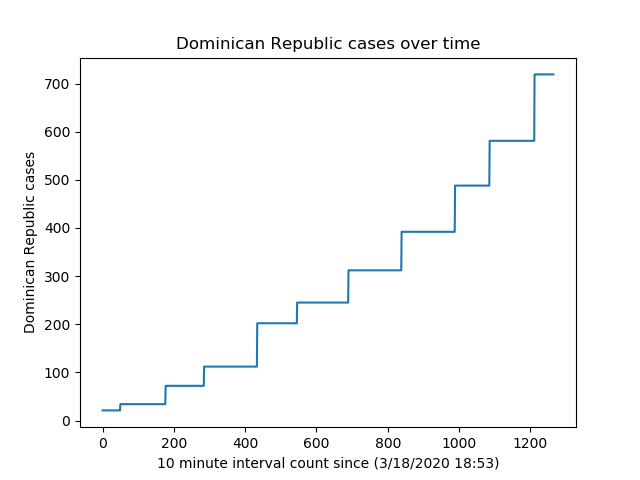 Dominican Republic cases over time
700
600
500
400
300
200
100
0
Dominican Republic cases
0 200 400 600 800 1000 1200
10 minute interval count since (3/18/2020 18:53)